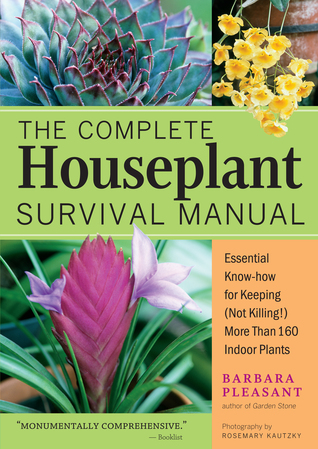 THE COMPLETE
Houseplant
SURVIVAL MANUAL
Essential
Know-how
for Keeping
(Not Killing!)
More Than 160
Indoor Plants
BARBARA
PLEASANT
author of Garden Stone
Photography by
ROSEMARY KAUTZKY
“MONUMENTALLY COMPREHENSIVE.”
— Booklist